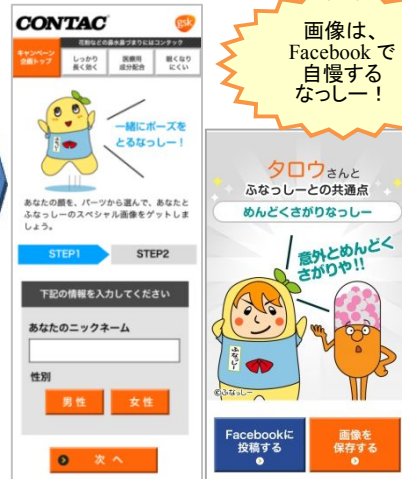 CONTAC
gsk
花粉などの鼻水鼻づまりにはコンタック
キャンペーン
企画トップ
しっかり
長く効く
医療用
成分配合
眠くなり
にくい
一緒にポーズを
とるなっしー！
あなたの顔を、パーツから選んで、あなたと
ふなっしーのスペシャル画像をゲットしま
しょう。
STEP1
STEP2
下記の情報を入力してください
あなたのニックネーム
性別
男性
女性
次へ
画像は、
Facebookで
自慢する
なっしー！
タロウさんと
ふなっしーとの共通点
めんどくさがりなっしー
意外とめんどく
さがりや!!
ふなっしー
©ふなっしー
Facebookに
投稿する
画像を
保存する